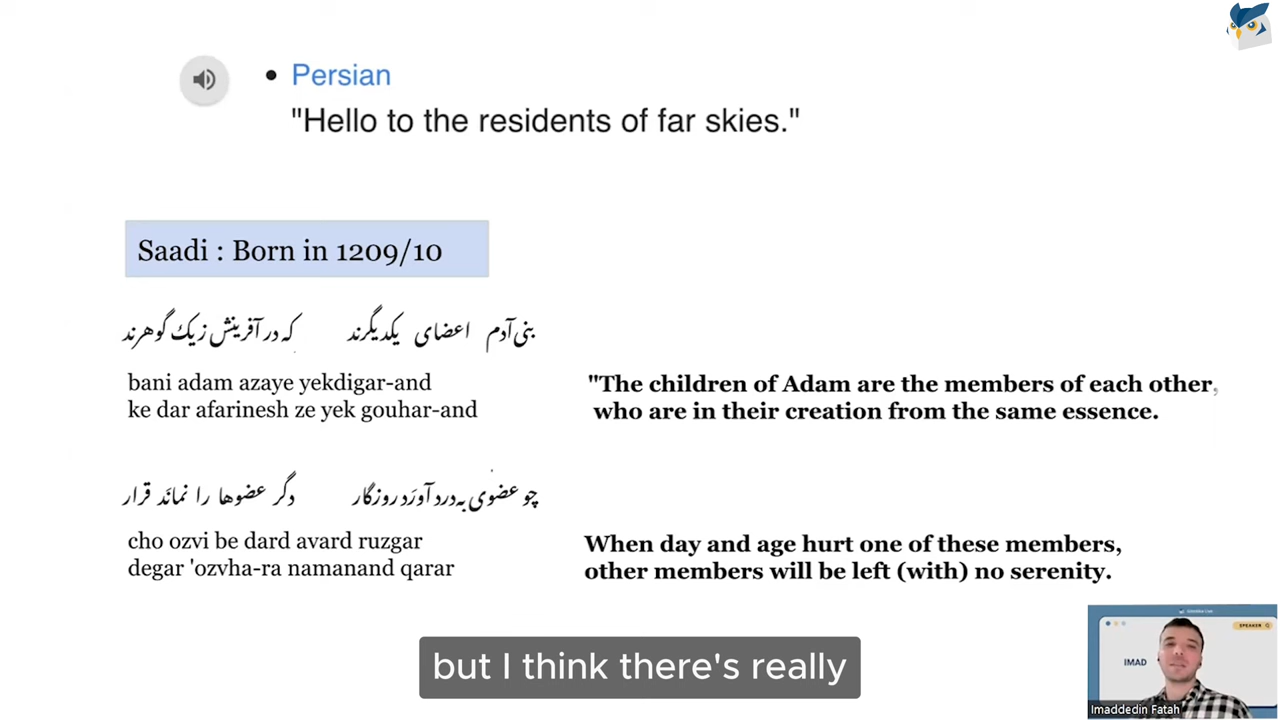 Persian
"Hello to the residents of far skies."
Saadi : Born in 1209/10
بنی‌آدم اعضای یکدیگرند که در آفرینش ز یک گوهرند
bani adam azaye yekdigar-and
ke dar afarinesh ze yek gouhar-and
"The children of Adam are the members of each other,
who are in their creation from the same essence.
چو عضوی به‌درد آورَد روزگار دگر عضوها را نمانَد قرار
cho ozvi be dard avard ruzgar
degar 'ozvha-ra namanand qarar
When day and age hurt one of these members,
other members will be left (with) no serenity.
but I think there's really
SPEAKER
IMAD
Imaddedin Fatah